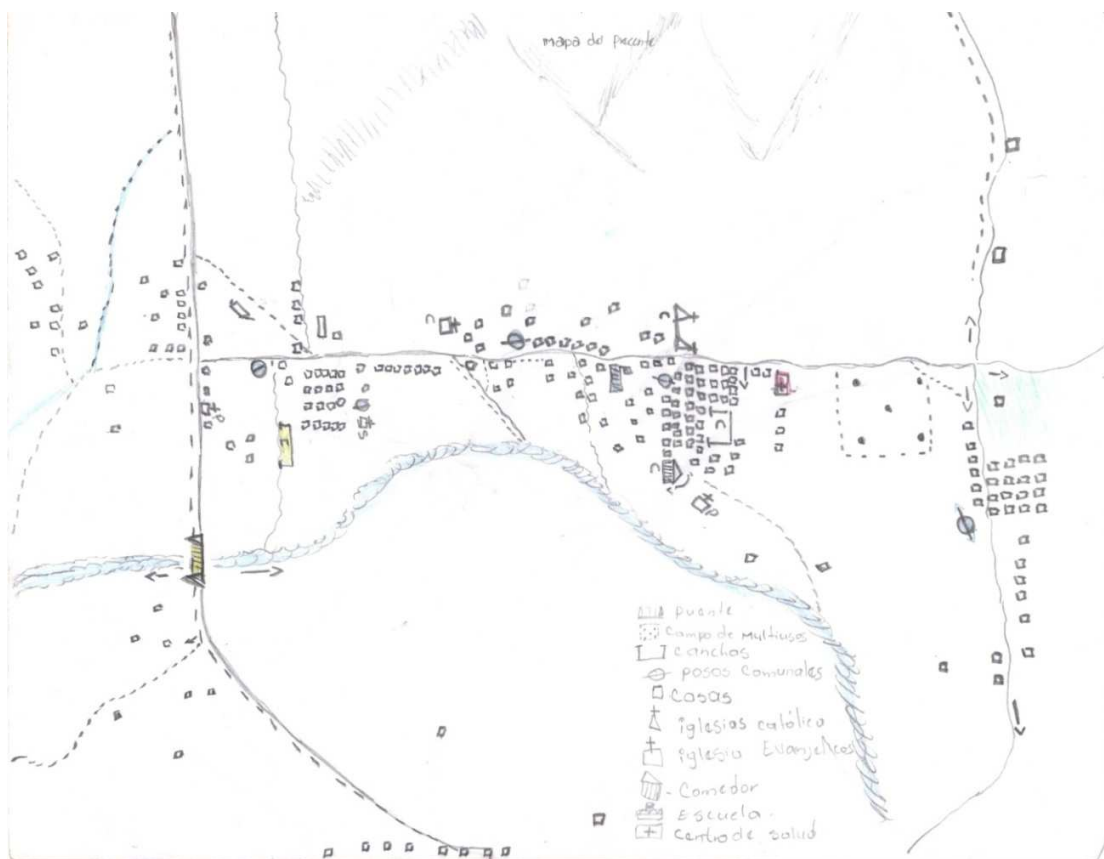 mapa del presente
c
c
c
c
P
S
P
puente
Campo de Multiusos
canchas
posos comunales
casas
iglesias católico
iglesia Evanjelicos
- Comedor
Escuela -
centro de salud